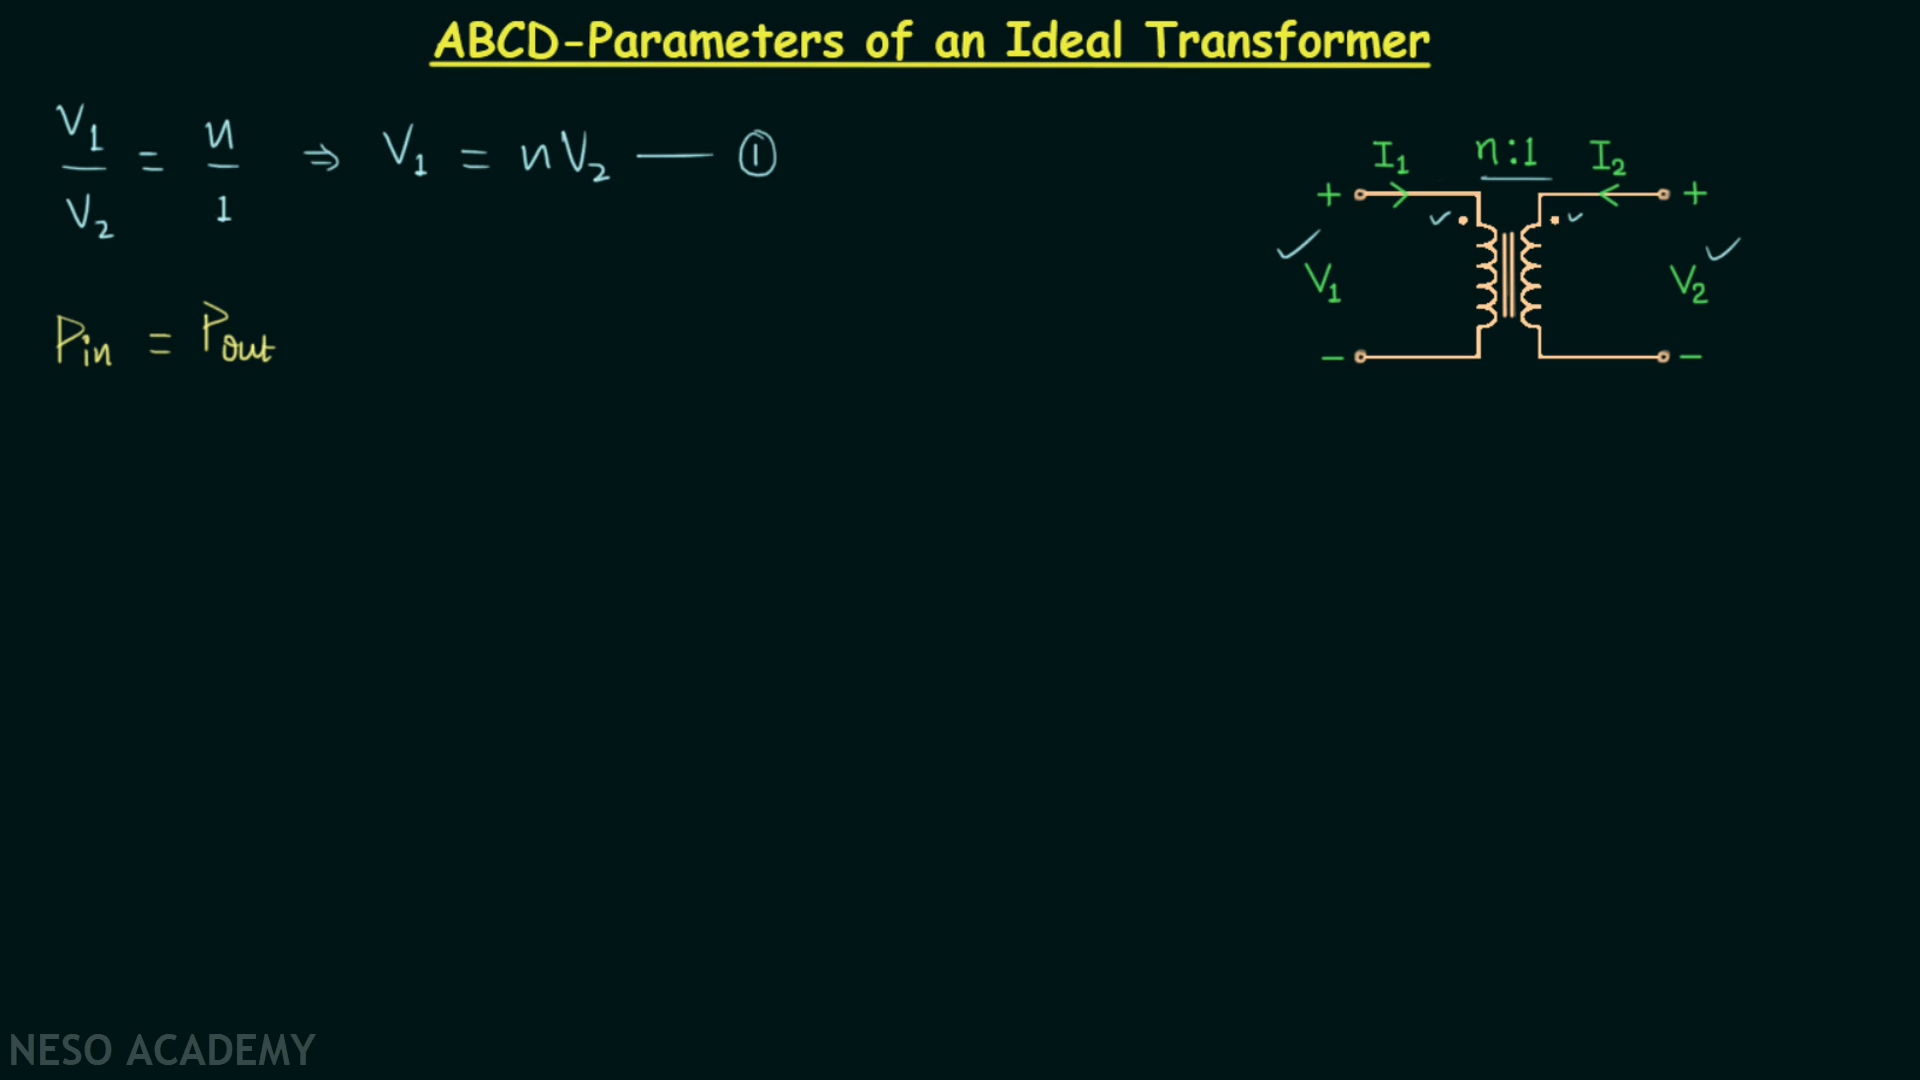 ABCD-Parameters of an Ideal Transformer
V₁/V₂ = n/1 ⇒ V₁ = nV₂ — ①
I₁ n:1 I₂
+ +
V₁ V₂
Pin = Pout
- -
NESO ACADEMY